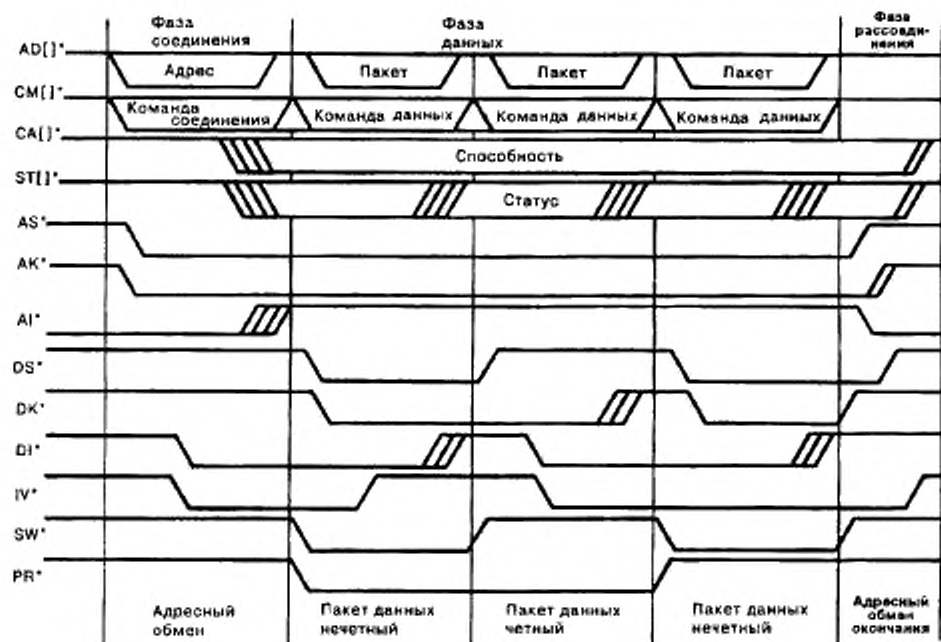 Фаза
соединения
Фаза
данных
Фаза
рассоеди-
нения
AD[]*
Адрес
Пакет
Пакет
Пакет
CM[]*
Команда
соединения
Команда данных
Команда данных
Команда данных
CA[]*
Способность
ST[]*
Статус
AS*
AK*
AI*
DS*
DK*
DI*
IV*
SW*
PR*
Адресный
обмен
Пакет данных
нечетный
Пакет данных
четный
Пакет данных
нечетный
Адресный
обмен
окончания